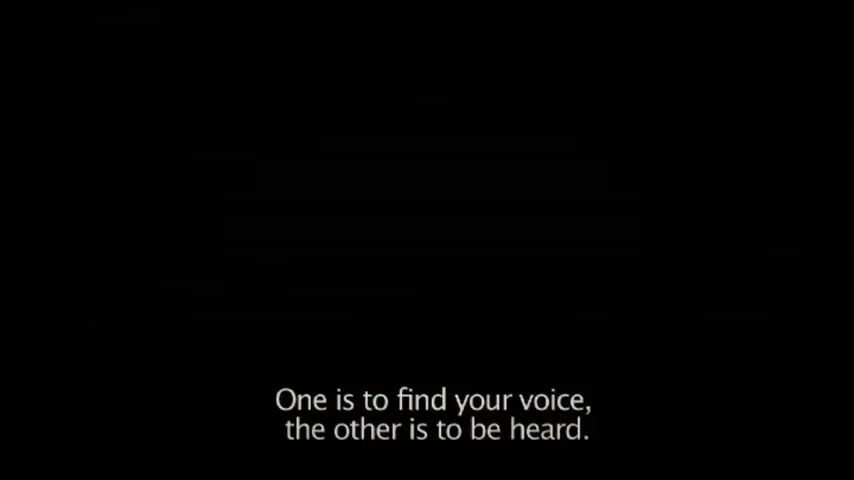 One is to find your voice,
the other is to be heard.